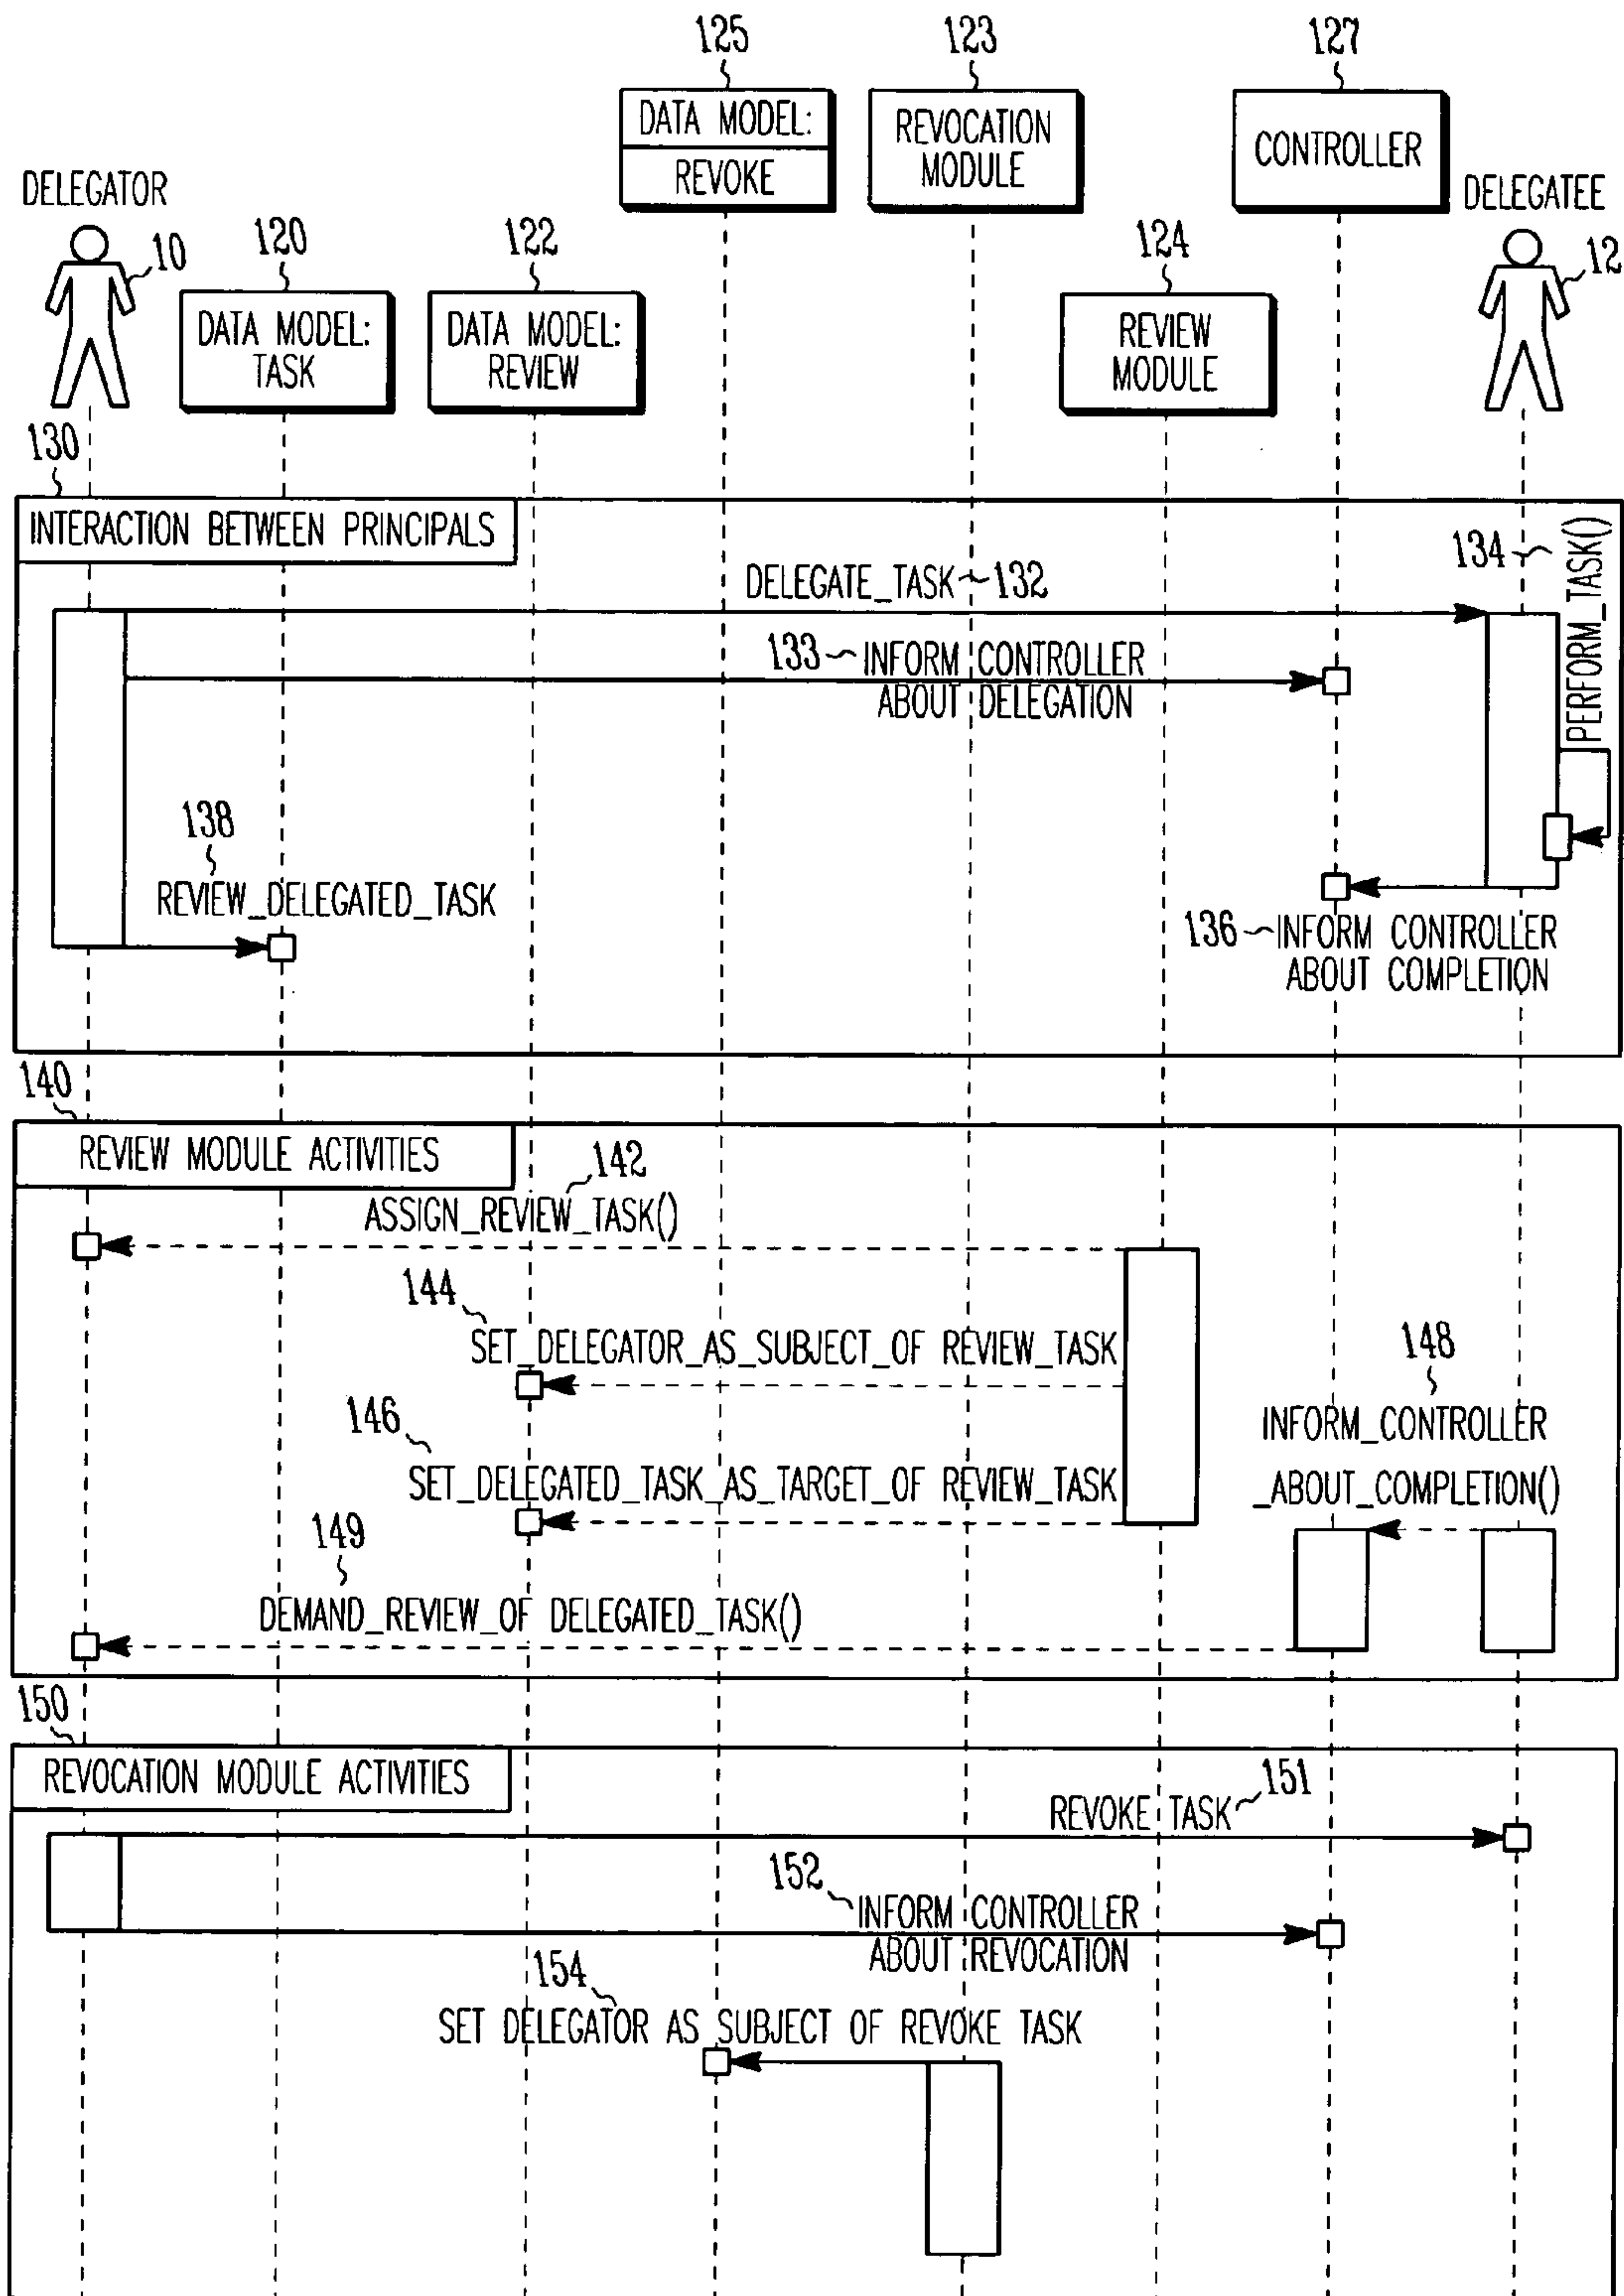 125
123
127
DATA MODEL:
REVOKE
REVOCATION
MODULE
CONTROLLER
DELEGATOR
DELEGATEE
10
120
122
124
12
DATA MODEL:
TASK
DATA MODEL:
REVIEW
REVIEW
MODULE
130
INTERACTION BETWEEN PRINCIPALS
134
PERFORM_TASK()
DELEGATE_TASK 132
133 INFORM CONTROLLER
ABOUT DELEGATION
138
REVIEW_DELEGATED_TASK
136 INFORM CONTROLLER
ABOUT COMPLETION
140
REVIEW MODULE ACTIVITIES
142
ASSIGN_REVIEW_TASK()
144
SET_DELEGATOR_AS_SUBJECT_OF REVIEW_TASK
148
INFORM_CONTROLLER
_ABOUT_COMPLETION()
146
SET_DELEGATED_TASK_AS_TARGET_OF REVIEW_TASK
149
DEMAND_REVIEW_OF DELEGATED_TASK()
150
REVOCATION MODULE ACTIVITIES
REVOKE TASK 151
152
INFORM CONTROLLER
ABOUT REVOCATION
154
SET DELEGATOR AS SUBJECT OF REVOKE TASK